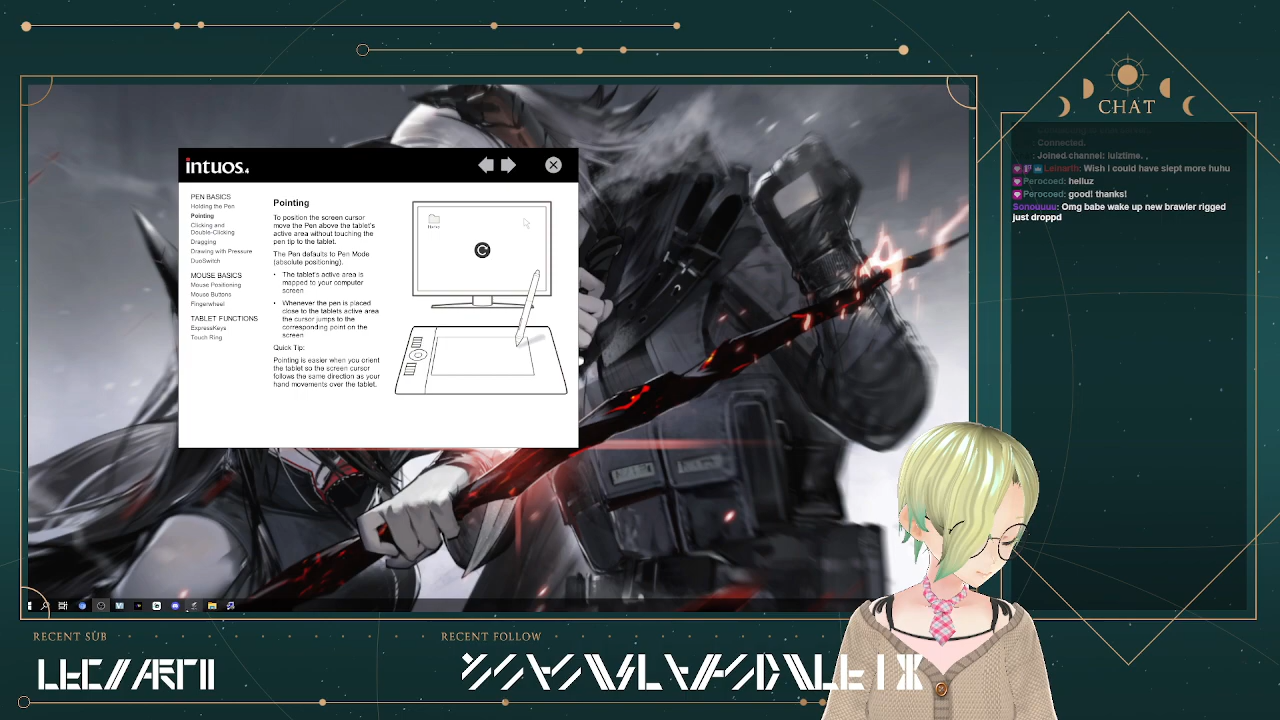 CHAT
: Connected.
: Joined channel: lulztime. ,
Leinarth: Wish I could have slept more huhu
Perocoed: helluz
Perocoed: good! thanks!
Sonouuuu: Omg babe wake up new brawler rigged
just droppd
intuos4
PEN BASICS
Holding the Pen
Pointing
Clicking and
Double-Clicking
Dragging
Drawing with Pressure
DuoSwitch
MOUSE BASICS
Mouse Positioning
Mouse Buttons
Fingerwheel
TABLET FUNCTIONS
ExpressKeys
Touch Ring
Pointing
To position the screen cursor
move the Pen above the tablet's
active area without touching the
pen tip to the tablet.
The Pen defaults to Pen Mode
(absolute positioning).
• The tablet's active area is
mapped to your computer
screen
• Whenever the pen is placed
close to the tablets active area
the cursor jumps to the
corresponding point on the
screen
Quick Tip:
Pointing is easier when you orient
the tablet so the screen cursor
follows the same direction as your
hand movements over the tablet.
RECENT SUB
RECENT FOLLOW